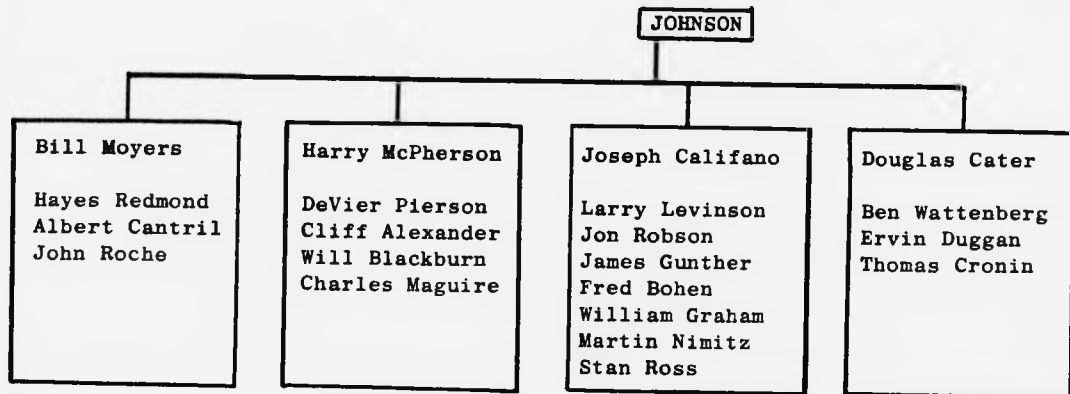 JOHNSON
Bill Moyers
Hayes Redmond
Albert Cantril
John Roche
Harry McPherson
DeVier Pierson
Cliff Alexander
Will Blackburn
Charles Maguire
Joseph Califano
Larry Levinson
Jon Robson
James Gunther
Fred Bohen
William Graham
Martin Nimitz
Stan Ross
Douglas Cater
Ben Wattenberg
Ervin Duggan
Thomas Cronin